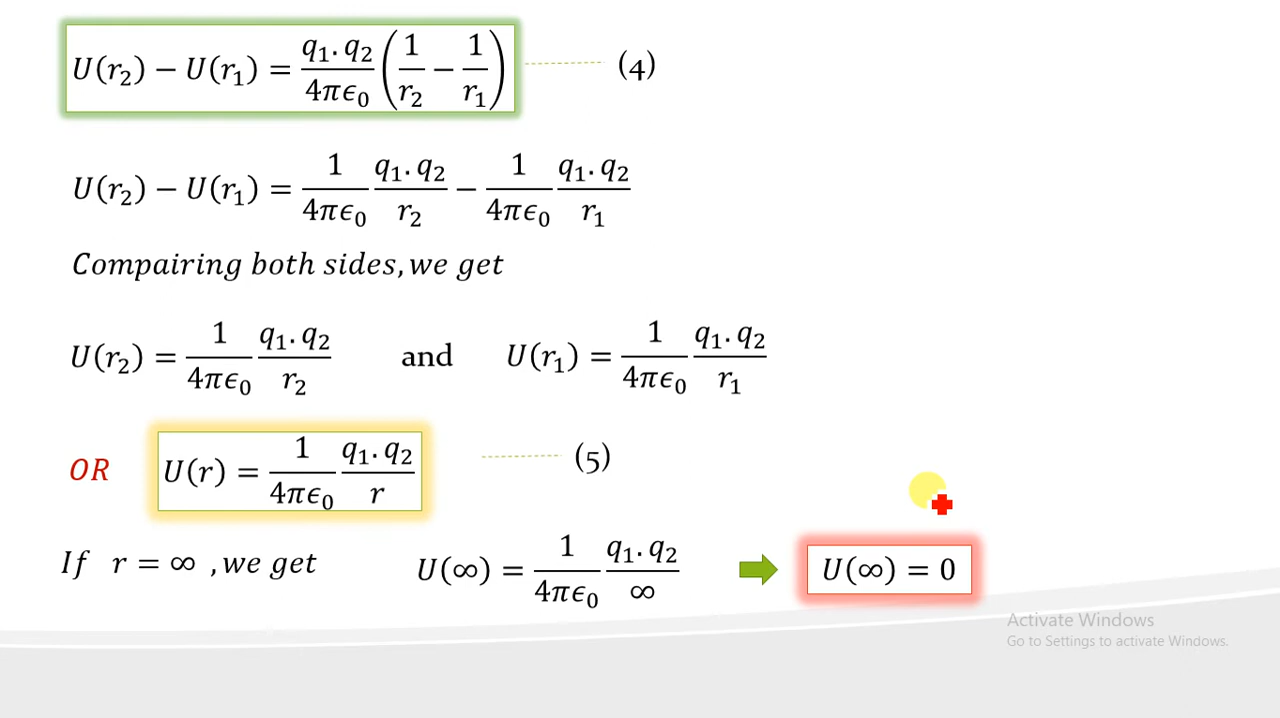 U(r₂) − U(r₁) = q₁. q₂ / 4πϵ₀ (1/r₂ − 1/r₁) (4)
U(r₂) − U(r₁) = 1/4πϵ₀ q₁. q₂/r₂ − 1/4πϵ₀ q₁. q₂/r₁
Compairing both sides, we get
U(r₂) = 1/4πϵ₀ q₁. q₂/r₂ and U(r₁) = 1/4πϵ₀ q₁. q₂/r₁
OR U(r) = 1/4πϵ₀ q₁. q₂/r (5)
If r = ∞ , we get U(∞) = 1/4πϵ₀ q₁. q₂/∞ U(∞) = 0
Activate Windows
Go to Settings to activate Windows.